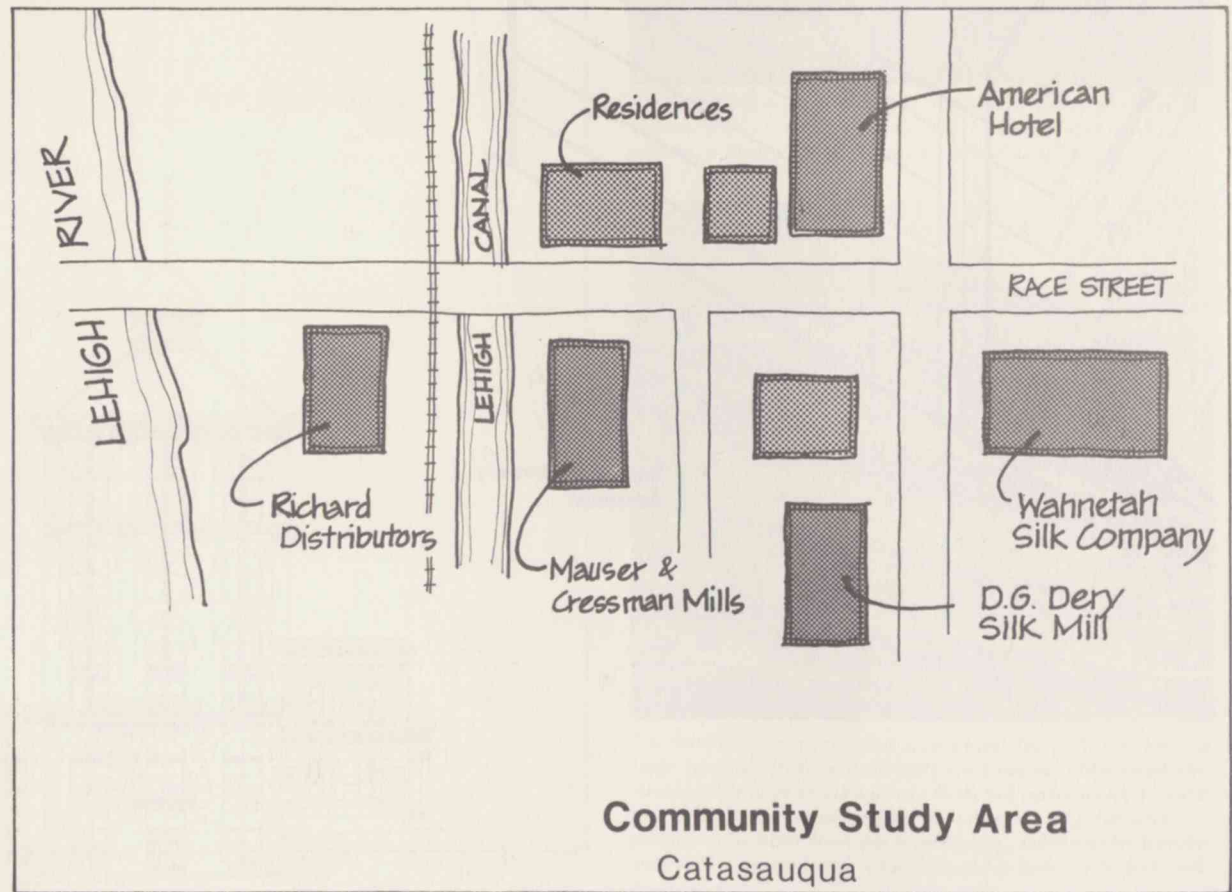 Residences
American
Hotel
RIVER
CANAL
RACE STREET
LEHIGH
LEHIGH
Richard
Distributors
Mauser &
Cressman Mills
Wahnetah
Silk Company
D.G. Dery
Silk Mill
Community Study Area
Catasauqua